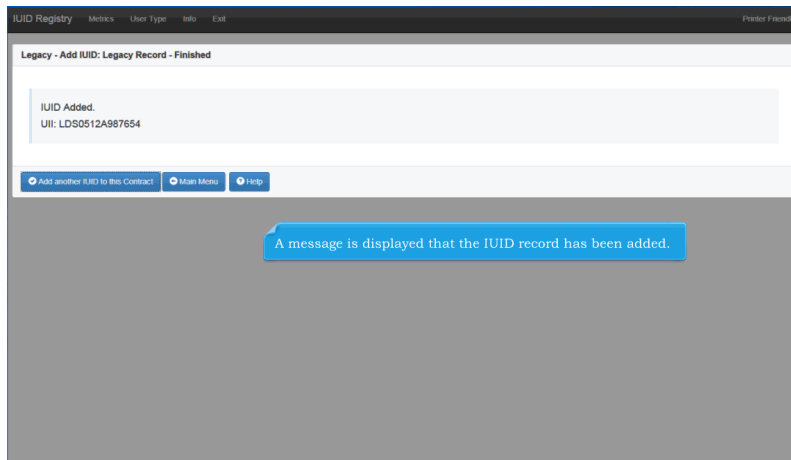 IUID Registry Metrics User Type Info Exit Printer Friend
Legacy - Add IUID: Legacy Record - Finished
IUID Added.
UII: LDS0512A987654
Add another IUID to this Contract Main Menu Help
A message is displayed that the IUID record has been added.